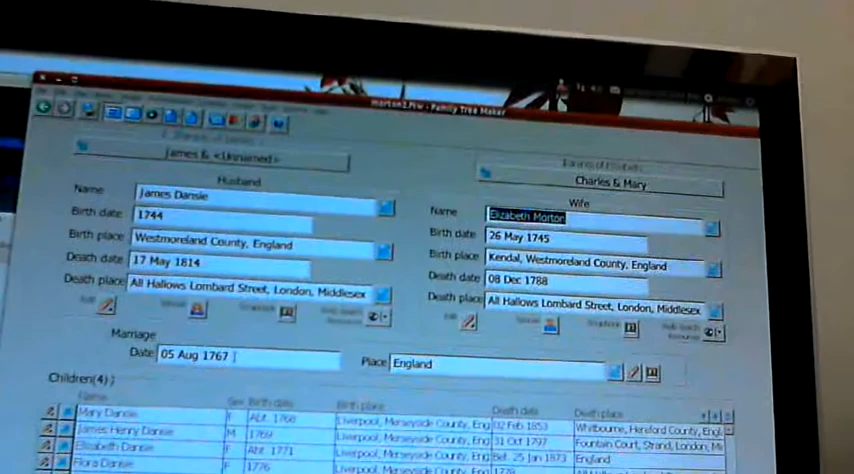 morton2.ftw - Family Tree Maker
James & <Unnamed>
Charles & Mary
Husband
Wife
Name James Dansie
Name Elizabeth Morton
Birth date 1744
Birth date 26 May 1745
Birth place Westmoreland County, England
Birth place Kendal, Westmoreland County, England
Death date 17 May 1814
Death date 08 Dec 1788
Death place All Hallows Lombard Street, London, Middlesex
Death place All Hallows Lombard Street, London, Middlesex
Edit
Edit
Marriage
Date 05 Aug 1767
Place England
Children(4)
Name Sex Birth date Birth place Death date Death place
Mary Dansie F Abt. 1768 Liverpool, Merseyside County, Eng 02 Feb 1853 Whitbourne, Hereford County, Engl
James Henry Dansie M 1769 Liverpool, Merseyside County, Eng 31 Oct 1797 Fountain Court, Strand, London, Mi
Elizabeth Dansie F Abt. 1771 Liverpool, Merseyside County, Eng Bef. 25 Jan 1873 England
Flora Dansie F 1776 Liverpool, Merseyside County, Eng 1778